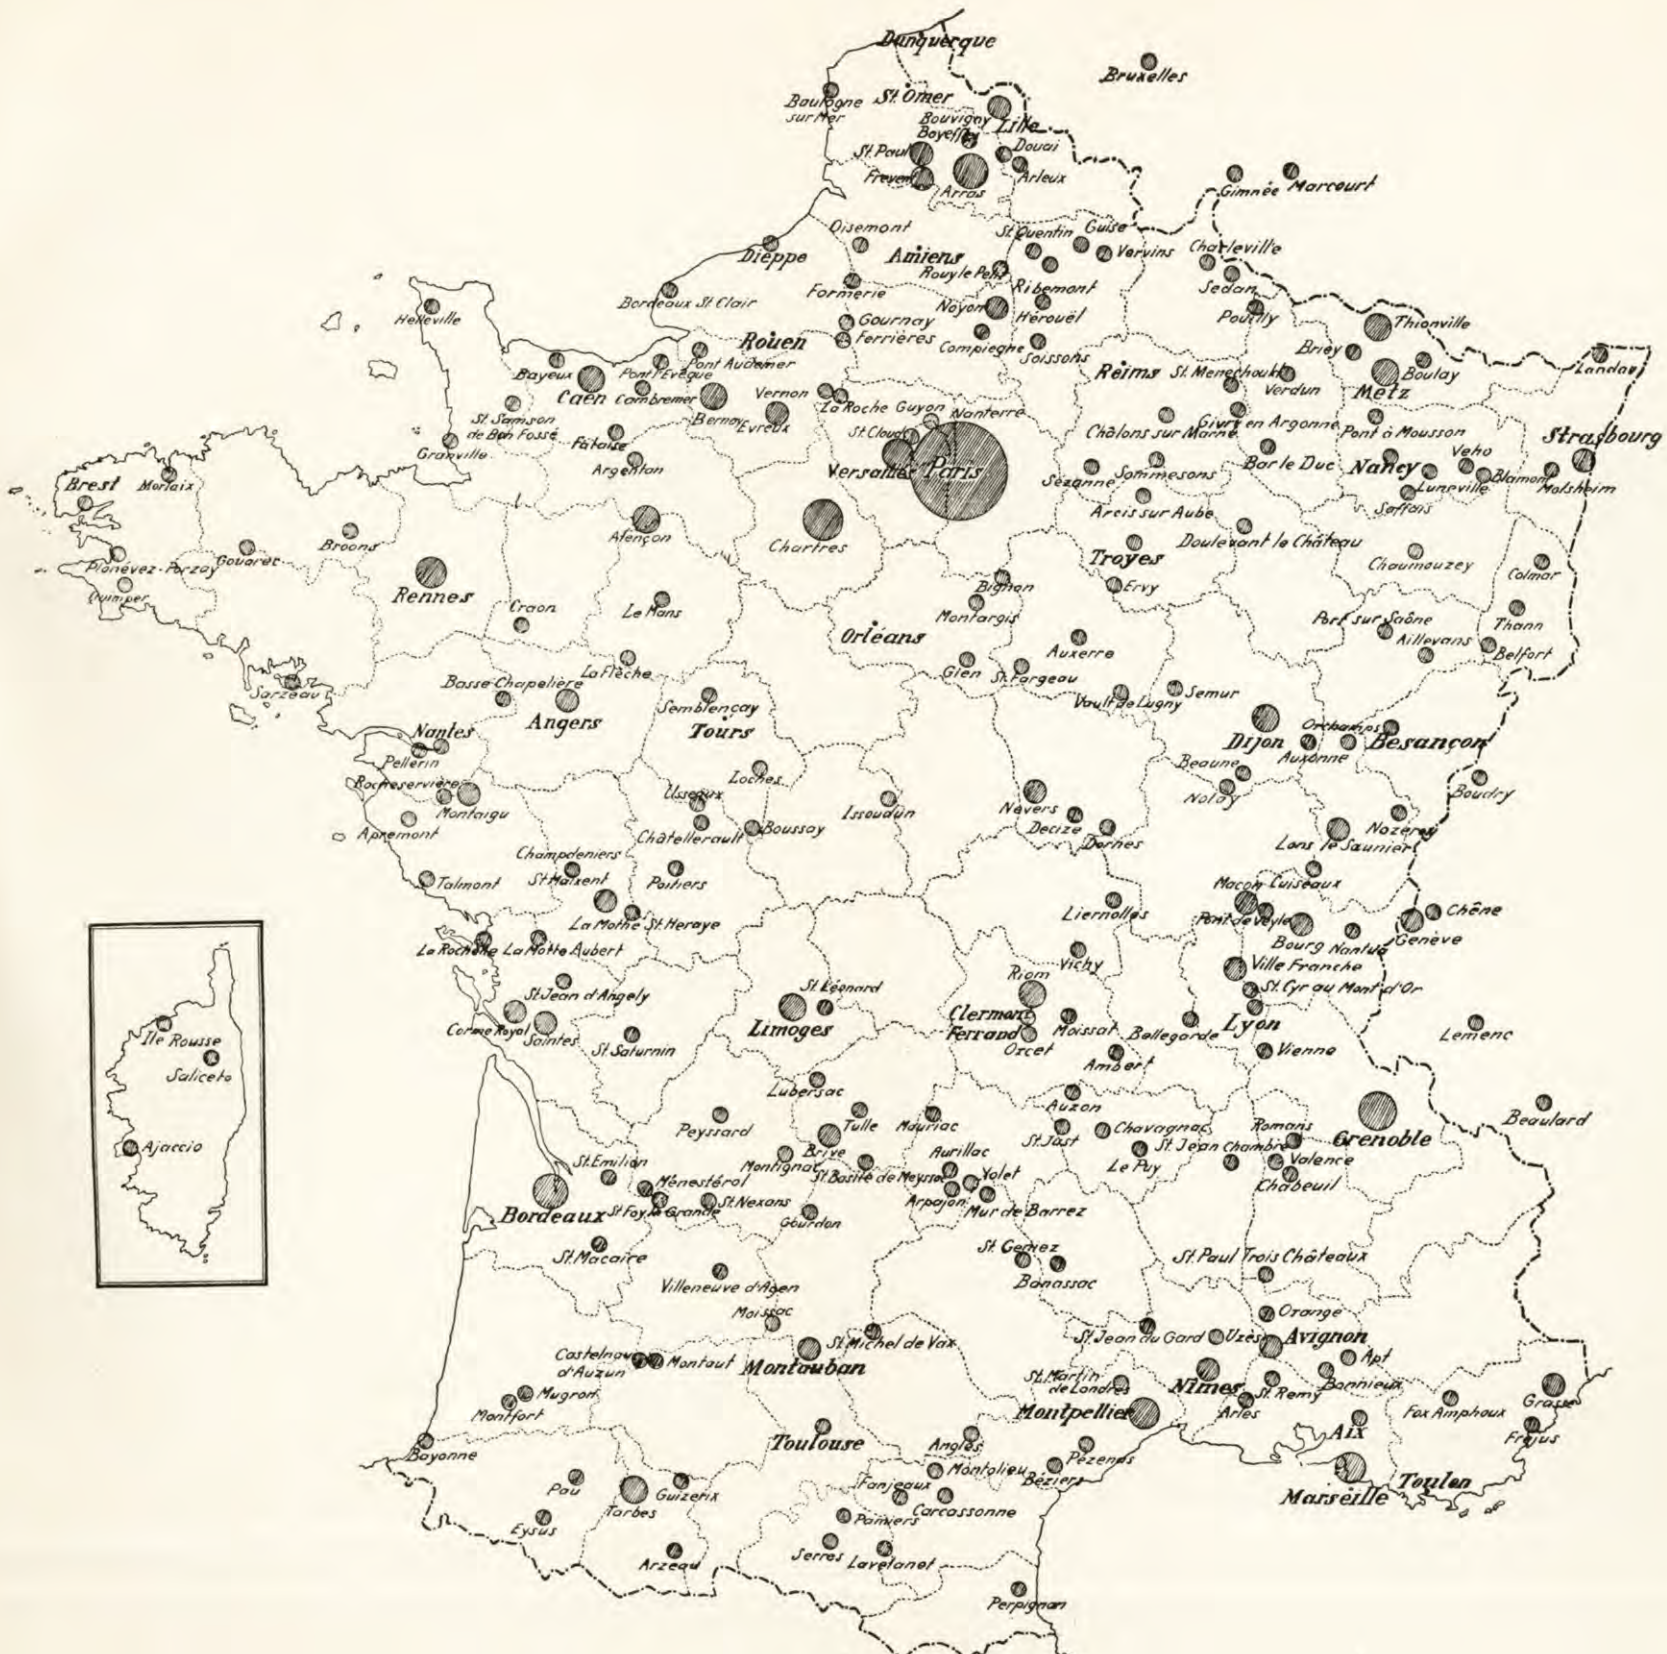 Dunquerque
Bruxelles
Boulogne
sur Mer
St. Omer
Bouvigny
Boyeffles
Lille
St. Paul
Douai
Frevent
Arras
Arleux
Gimnée
Marcourt
Oisemont
St. Quentin
Guise
Dieppe
Amiens
Vervins
Charleville
Rouy le Petit
Bordeaux St Clair
Formerie
Ribemont
Sedan
Noyon
Hérouël
Pouilly
Helleville
Gournay
Thionville
Rouen
Ferrières
Compiegne
Soissons
Briey
Bayeux
Pont l'Evêque
Pont Audemer
Reims
St. Menechould
Verdun
Boulay
Landau
Caen
Cambremer
Vernon
Metz
St. Samson
de Bon Fossé
Bernay
Evreux
La Roche Guyon
Nanterre
Châlons sur Marne
Givry en Argonne
Pont à Mousson
Granville
Falaise
St. Cloud
Strasbourg
Argentan
Versailles
Paris
Sézanne
Sommesons
Bar le Duc
Nancy
Veho
Blamont
Molsheim
Brest
Morlaix
Luneville
Arcis sur Aube
Saffais
Alençon
Chartres
Doulevant le Château
Broons
Gouarec
Plonévez-Porzay
Troyes
Chaumouzey
Colmar
Quimper
Rennes
Bignon
Ervy
Craon
Le Mans
Montargis
Port sur Saône
Thann
Orléans
Aillevans
Auxerre
Belfort
Sarzeau
Basse Chapelière
La Flèche
Gien
St. Fargeau
Semblençay
Vault de Lugny
Semur
Angers
Tours
Nantes
Dijon
Orchamps
Besançon
Pellerin
Auxonne
Rocheservière
Usseaux
Loches
Beaune
Nolay
Boudry
Montaigu
Apremont
Châtellerault
Boussay
Issoudun
Nevers
Decize
Dornes
Nozeroy
Lons le Saunier
Champdeniers
Talmont
St Maixent
Poitiers
Macon
Cuiseaux
La Mothe St. Heraye
Liernolles
Pont de Veyle
Chêne
La Rochelle
La Motte Aubert
Bourg
Nantua
Genève
Vichy
Ville Franche
Riom
St. Jean d'Angely
St. Léonard
St. Cyr au Mont d'Or
Corme Royal
Saintes
Limoges
Clermont
Ferrand
Moissat
Bellegarde
Lyon
Ile Rousse
Lemenc
St. Saturnin
Orcet
Vienne
Ambert
Saliceto
Lubersac
Auzon
Peyssard
Tulle
Mauriac
Chavagnac
Romans
Beaulard
Brive
St. Just
St. Jean Chambre
Grenoble
Ajaccio
Montignac
Aurillac
Le Puy
Valence
St. Emilion
St. Basile de Meyssac
Yolet
Chabeuil
Ménestérol
Arpajon
Mur de Barrez
Bordeaux
St Foy la Grande
St. Nexans
Gourdon
St. Macaire
St. Geniez
St. Paul Trois Châteaux
Banassac
Villeneuve d'Agen
Moissac
Orange
St. Michel de Vax
St. Jean du Gard
Uzès
Avignon
Castelnau
d'Auzun
Montaut
Montauban
Apt
St. Martin
de Londres
Nîmes
St. Remy
Bonnieux
Mugron
Montfort
Montpellier
Arles
Fox Amphoux
Grasse
Toulouse
Anglès
Aix
Frejus
Bayonne
Pézenas
Montolieu
Béziers
Pau
Tarbes
Guizerix
Fanjeaux
Carcassonne
Marseille
Toulon
Eysus
Pamiers
Arzeau
Serres
Lavelanet
Perpignan